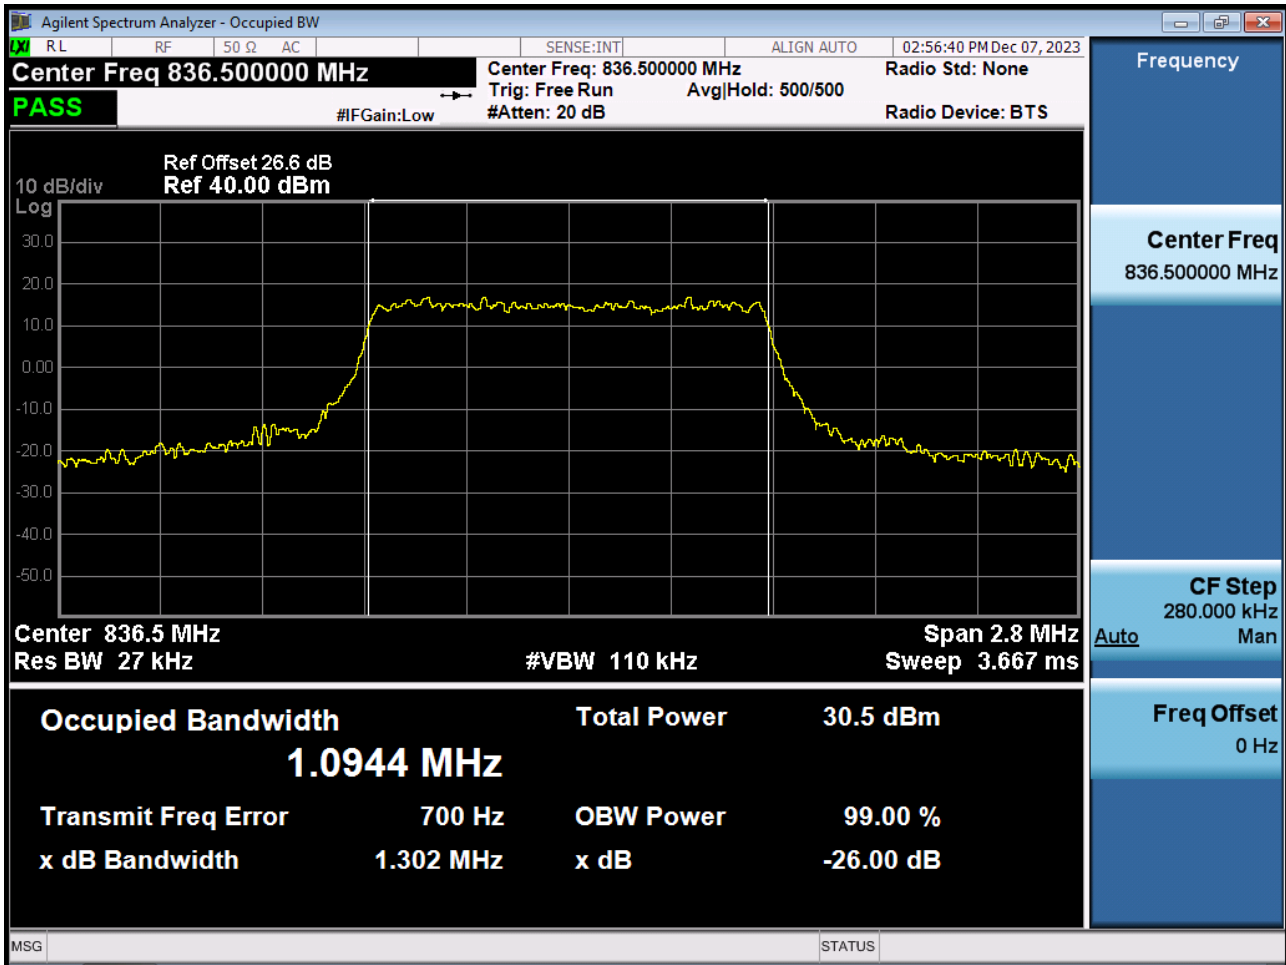 Agilent Spectrum Analyzer - Occupied BW
LXI RL RF 50 Ω AC SENSE:INT ALIGN AUTO 02:56:40 PM Dec 07, 2023
Center Freq 836.500000 MHz
Center Freq: 836.500000 MHz
Radio Std: None
Trig: Free Run Avg|Hold: 500/500
PASS
#IFGain:Low
#Atten: 20 dB
Radio Device: BTS
Ref Offset 26.6 dB
10 dB/div Ref 40.00 dBm
Log
30.0
20.0
10.0
0.00
-10.0
-20.0
-30.0
-40.0
-50.0
Center 836.5 MHz Span 2.8 MHz
Res BW 27 kHz #VBW 110 kHz Sweep 3.667 ms
Occupied Bandwidth Total Power 30.5 dBm
1.0944 MHz
Transmit Freq Error 700 Hz OBW Power 99.00 %
x dB Bandwidth 1.302 MHz x dB -26.00 dB
Frequency
Center Freq
836.500000 MHz
CF Step
280.000 kHz
Auto Man
Freq Offset
0 Hz
MSG STATUS